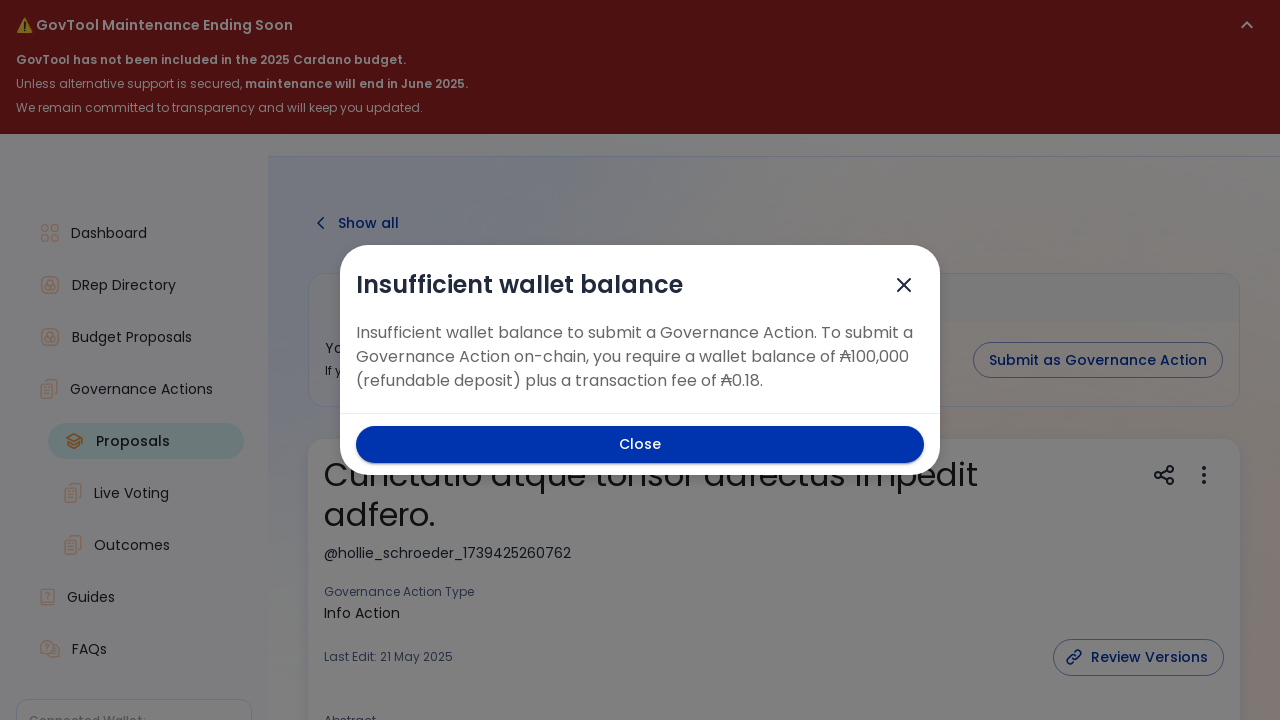 ⚠️ GovTool Maintenance Ending Soon
GovTool has not been included in the 2025 Cardano budget.
Unless alternative support is secured, maintenance will end in June 2025.
We remain committed to transparency and will keep you updated.
Dashboard
DRep Directory
Budget Proposals
Governance Actions
Proposals
Live Voting
Outcomes
Guides
FAQs
Connected Wallet:
Show all
Submit as Governance Action
Insufficient wallet balance
Insufficient wallet balance to submit a Governance Action. To submit a
Governance Action on-chain, you require a wallet balance of ₳100,000
(refundable deposit) plus a transaction fee of ₳0.18.
Close
Cunctatio atque tonsor adfectus impedit
adfero.
@hollie_schroeder_1739425260762
Governance Action Type
Info Action
Last Edit: 21 May 2025
Review Versions
Abstract